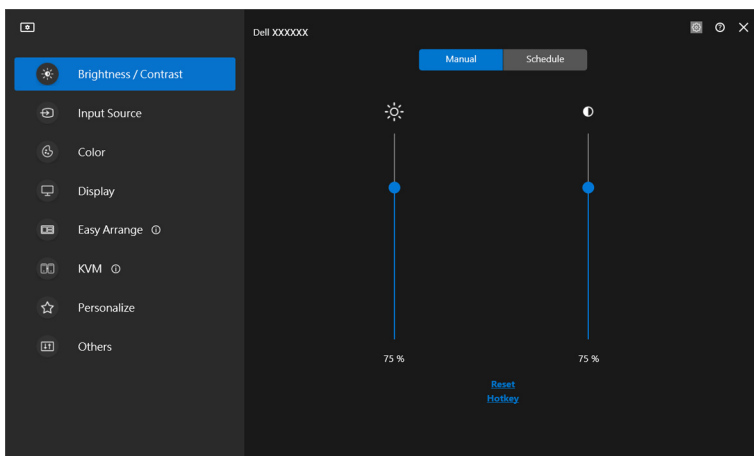 Dell XXXXXX
Manual
Schedule
Brightness / Contrast
Input Source
Color
Display
Easy Arrange
KVM
Personalize
Others
75 %
75 %
Reset
Hotkey